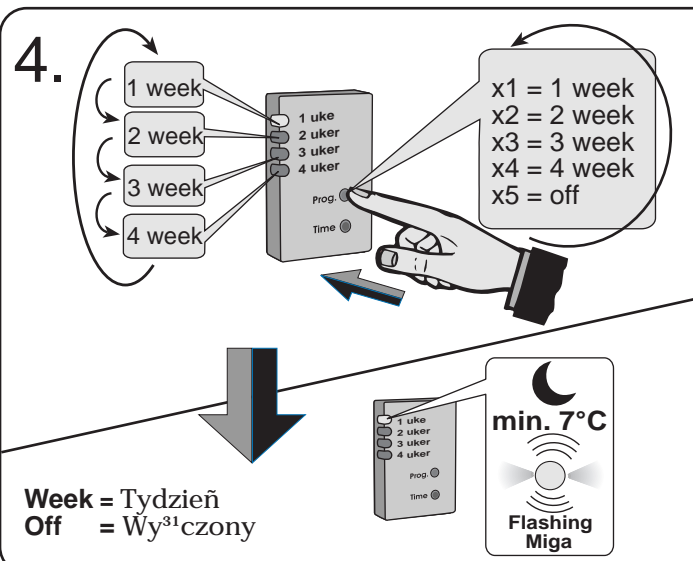 4.
1 week
2 week
3 week
4 week
1 uke
2 uker
3 uker
4 uker
Prog.
Time
x1 = 1 week
x2 = 2 week
x3 = 3 week
x4 = 4 week
x5 = off
1 uke
2 uker
3 uker
4 uker
Prog.
Time
min. 7°C
Flashing
Miga
Week = Tydzieñ
Off = Wy³¹czony